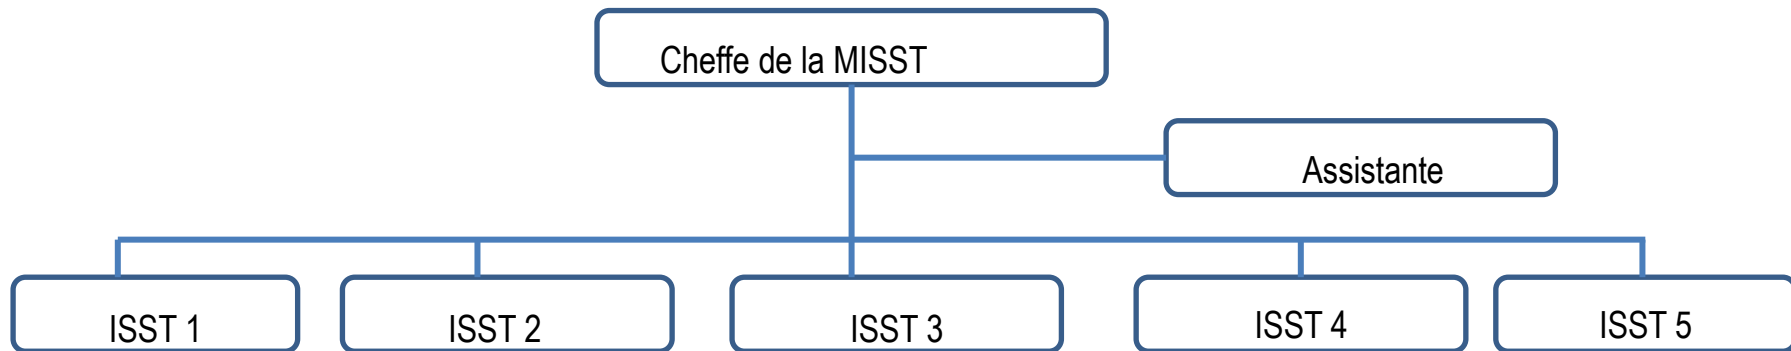 Cheffe de la MISST
Assistante
ISST 1
ISST 2
ISST 3
ISST 4
ISST 5